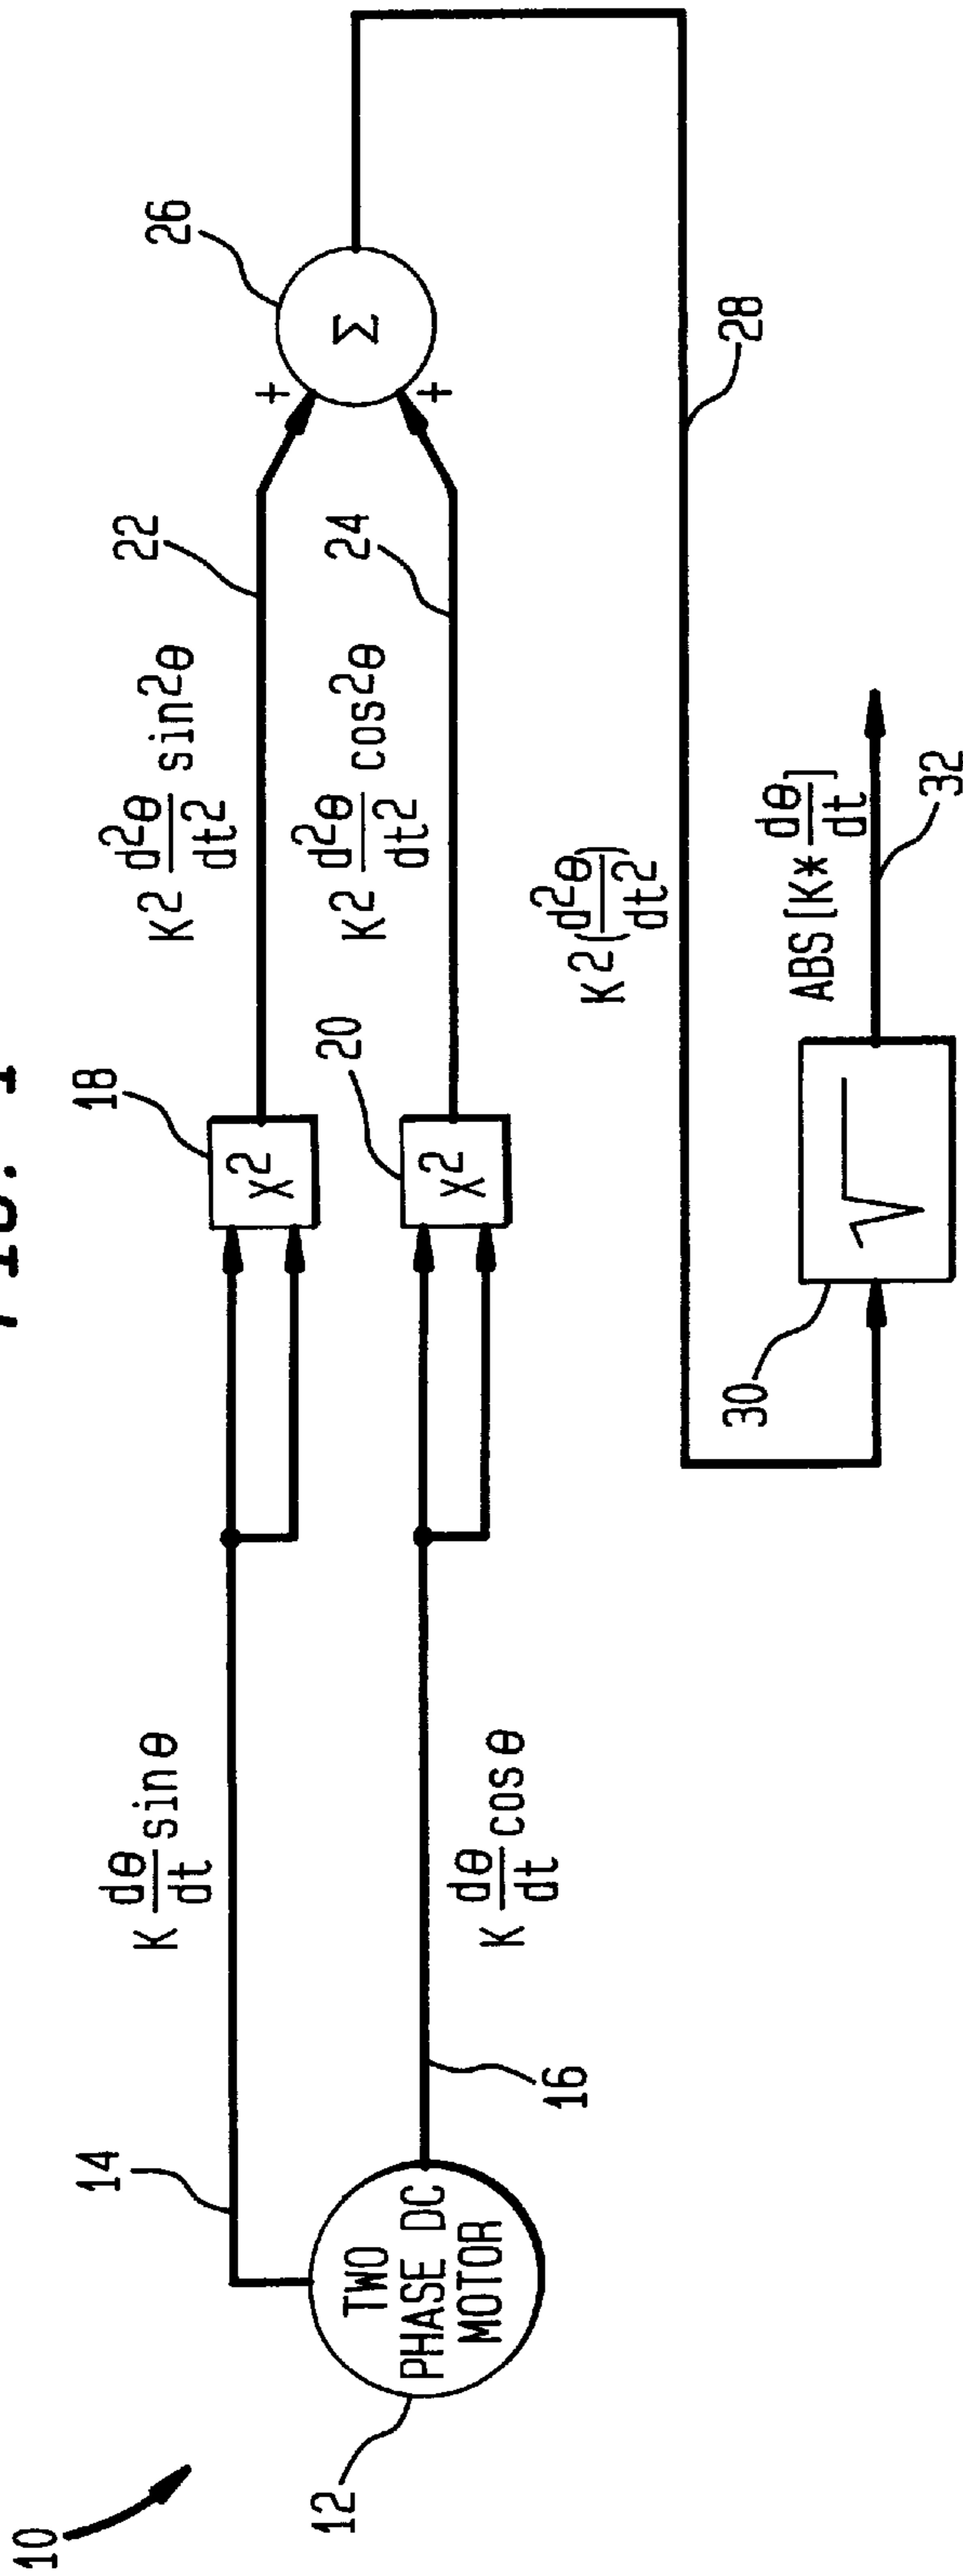 FIG. 1
10
12
TWO
PHASE DC
MOTOR
14
K dθ/dt sinθ
16
K dθ/dt cosθ
18
X²
20
X²
22
K² d²θ/dt² sin²θ
24
K² d²θ/dt² cos²θ
26
+
+
Σ
28
K²(d²θ/dt²)
30
√
ABS[K* dθ/dt]
32